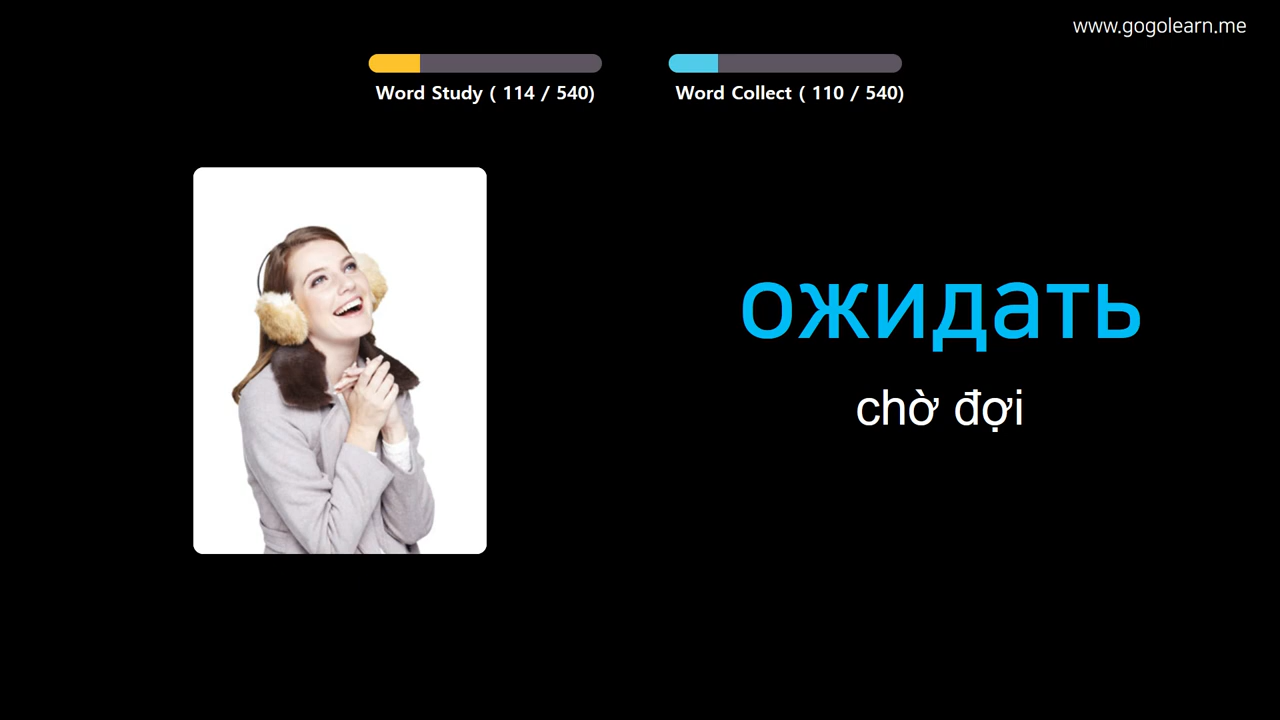 www.gogolearn.me
Word Study ( 114 / 540)
Word Collect ( 110 / 540)
ожидать
chờ đợi